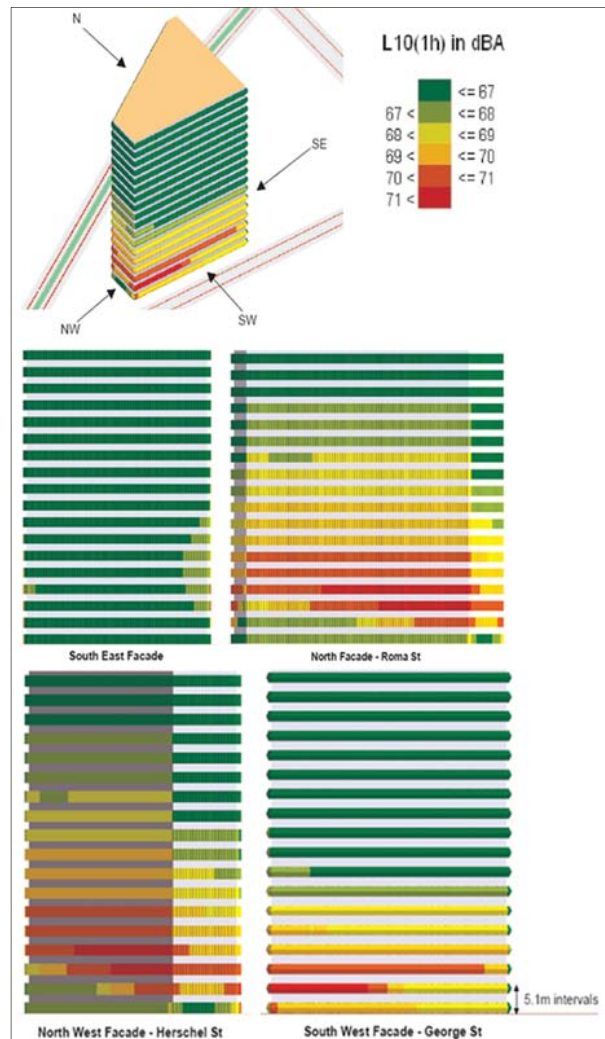 N
L10(1h) in dBA
<= 67
67 < <= 68
68 < <= 69
69 < <= 70
70 < <= 71
71 <
SE
NW
SW
South East Facade
North Facade - Roma St
5.1m intervals
North West Facade - Herschel St
South West Facade - George St